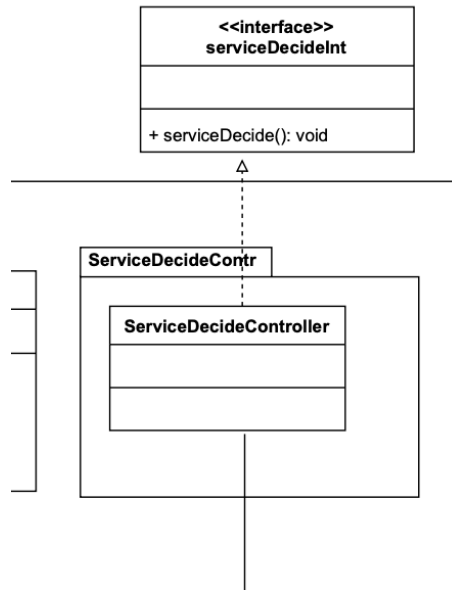 <<interface>>
serviceDecideInt
+ serviceDecide(): void
ServiceDecideContr
ServiceDecideController